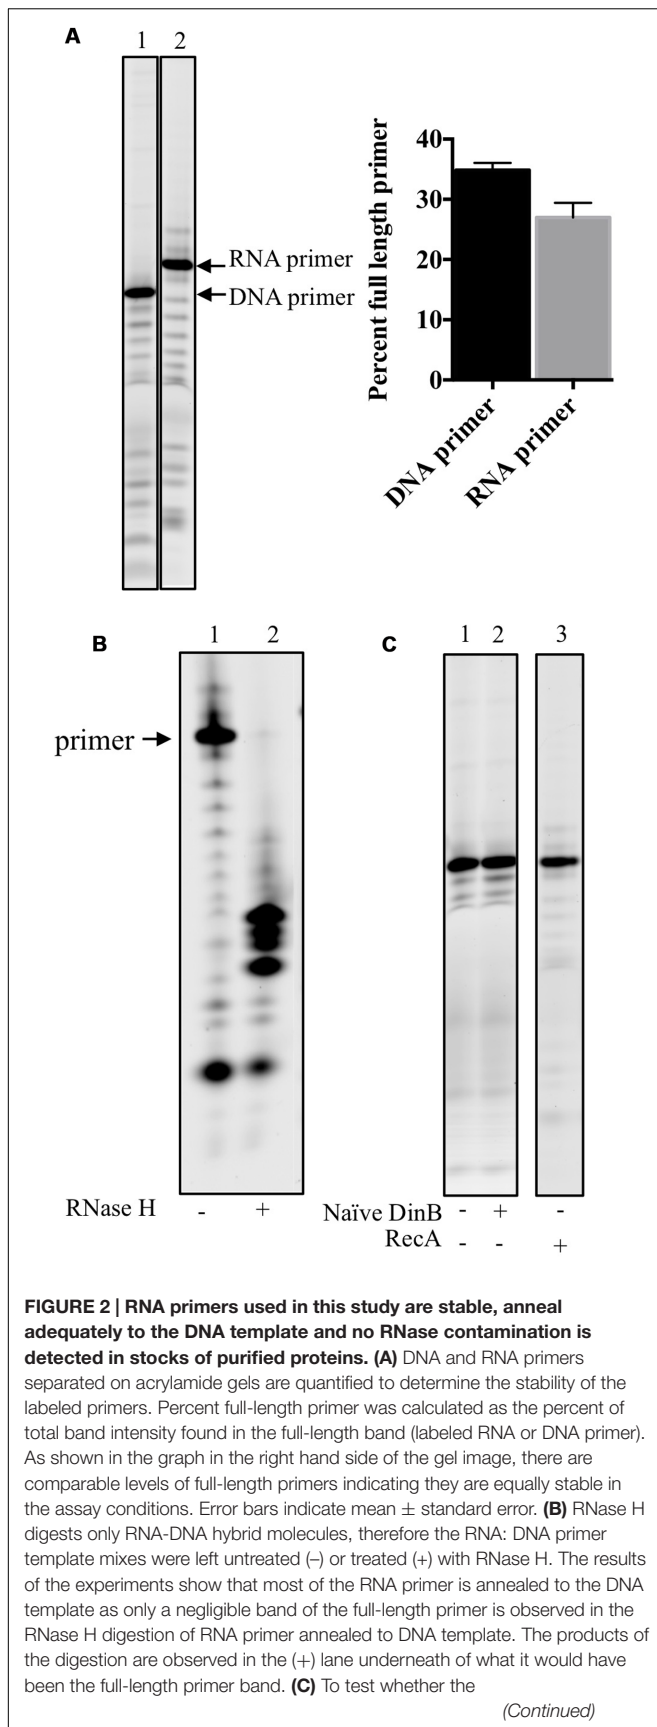 A
1 2
RNA primer
DNA primer
Percent full length primer
40
30
20
10
0
DNA primer
RNA primer
B
1 2
primer
RNase H - +
C
1 2 3
Naïve DinB - + -
RecA - - +
FIGURE 2 | RNA primers used in this study are stable, anneal
adequately to the DNA template and no RNase contamination is
detected in stocks of purified proteins. (A) DNA and RNA primers
separated on acrylamide gels are quantified to determine the stability of the
labeled primers. Percent full-length primer was calculated as the percent of
total band intensity found in the full-length band (labeled RNA or DNA primer).
As shown in the graph in the right hand side of the gel image, there are
comparable levels of full-length primers indicating they are equally stable in
the assay conditions. Error bars indicate mean ± standard error. (B) RNase H
digests only RNA-DNA hybrid molecules, therefore the RNA: DNA primer
template mixes were left untreated (–) or treated (+) with RNase H. The results
of the experiments show that most of the RNA primer is annealed to the DNA
template as only a negligible band of the full-length primer is observed in the
RNase H digestion of RNA primer annealed to DNA template. The products of
the digestion are observed in the (+) lane underneath of what it would have
been the full-length primer band. (C) To test whether the
(Continued)